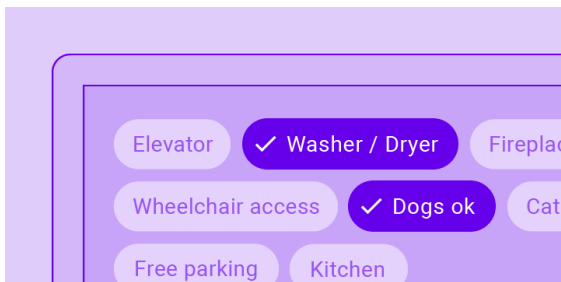 Elevator Washer / Dryer
Wheelchair access Dogs ok
Free parking Kitchen